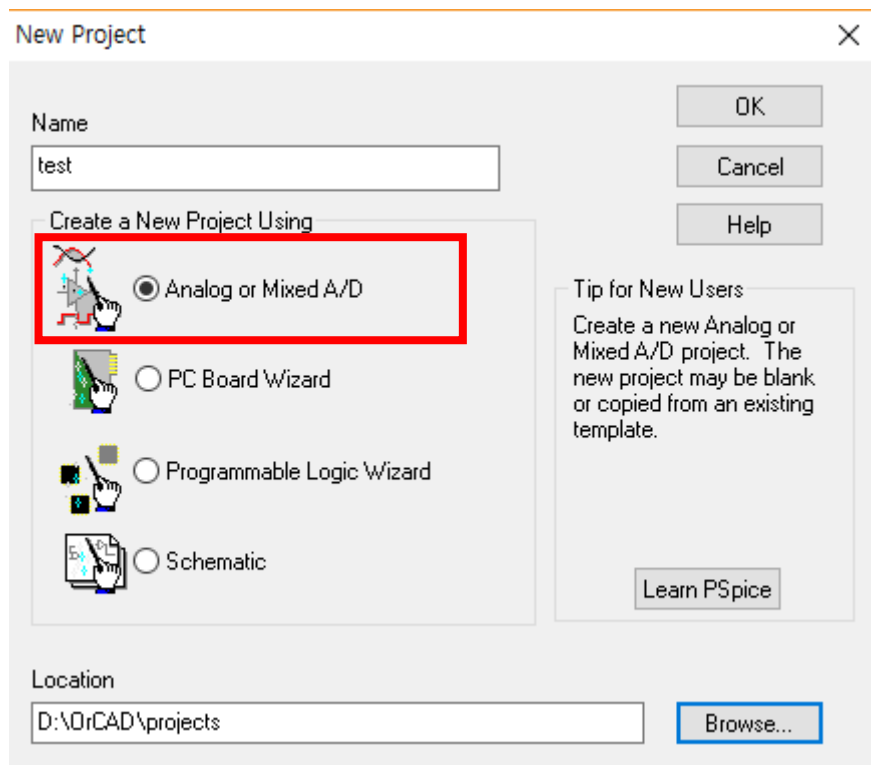 New Project
Name
test
OK
Cancel
Help
Create a New Project Using
Analog or Mixed A/D
PC Board Wizard
Programmable Logic Wizard
Schematic
Tip for New Users
Create a new Analog or
Mixed A/D project. The
new project may be blank
or copied from an existing
template.
Learn PSpice
Location
D:\OrCAD\projects
Browse...